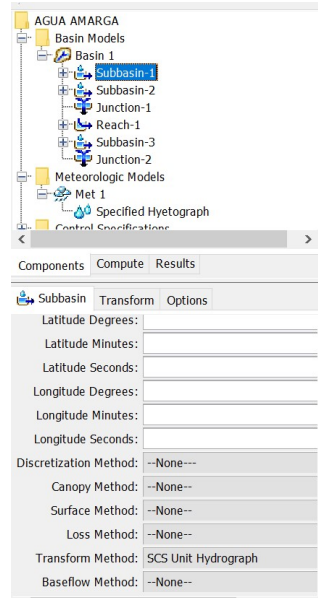 AGUA AMARGA
Basin Models
Basin 1
Subbasin-1
Subbasin-2
Junction-1
Reach-1
Subbasin-3
Junction-2
Meteorologic Models
Met 1
Specified Hyetograph
Control Specifications
Components Compute Results
Subbasin Transform Options
Latitude Degrees:
Latitude Minutes:
Latitude Seconds:
Longitude Degrees:
Longitude Minutes:
Longitude Seconds:
Discretization Method: --None---
Canopy Method: --None--
Surface Method: --None--
Loss Method: --None--
Transform Method: SCS Unit Hydrograph
Baseflow Method: --None--